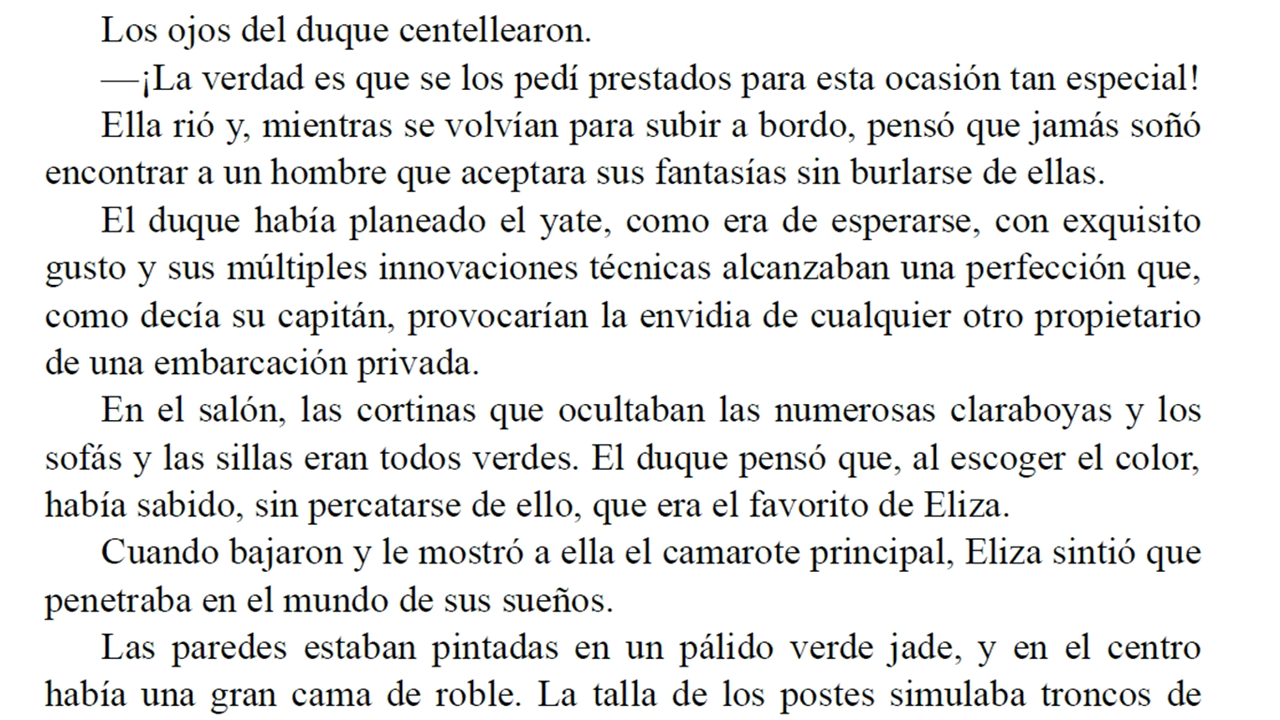 Los ojos del duque centellearon.
—¡La verdad es que se los pedí prestados para esta ocasión tan especial!
Ella rió y, mientras se volvían para subir a bordo, pensó que jamás soñó
encontrar a un hombre que aceptara sus fantasías sin burlarse de ellas.
El duque había planeado el yate, como era de esperarse, con exquisito
gusto y sus múltiples innovaciones técnicas alcanzaban una perfección que,
como decía su capitán, provocarían la envidia de cualquier otro propietario
de una embarcación privada.
En el salón, las cortinas que ocultaban las numerosas claraboyas y los
sofás y las sillas eran todos verdes. El duque pensó que, al escoger el color,
había sabido, sin percatarse de ello, que era el favorito de Eliza.
Cuando bajaron y le mostró a ella el camarote principal, Eliza sintió que
penetraba en el mundo de sus sueños.
Las paredes estaban pintadas en un pálido verde jade, y en el centro
había una gran cama de roble. La talla de los postes simulaba troncos de